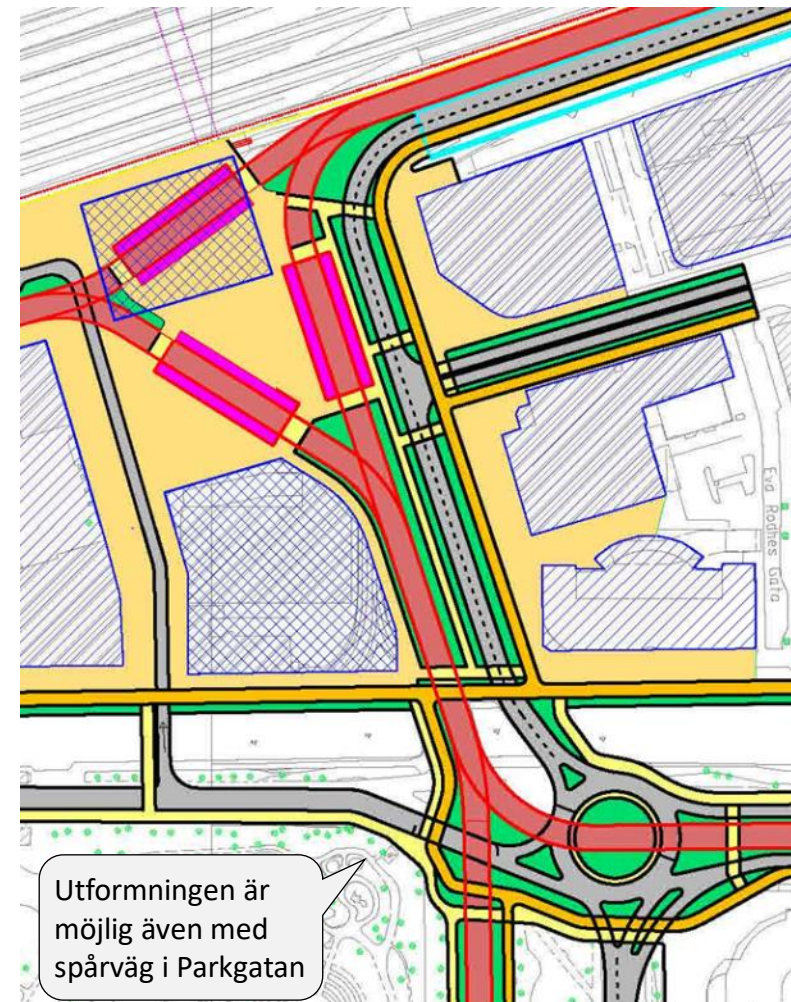 Eva Rodhes Gata
Utformningen är
möjlig även med
spårväg i Parkgatan